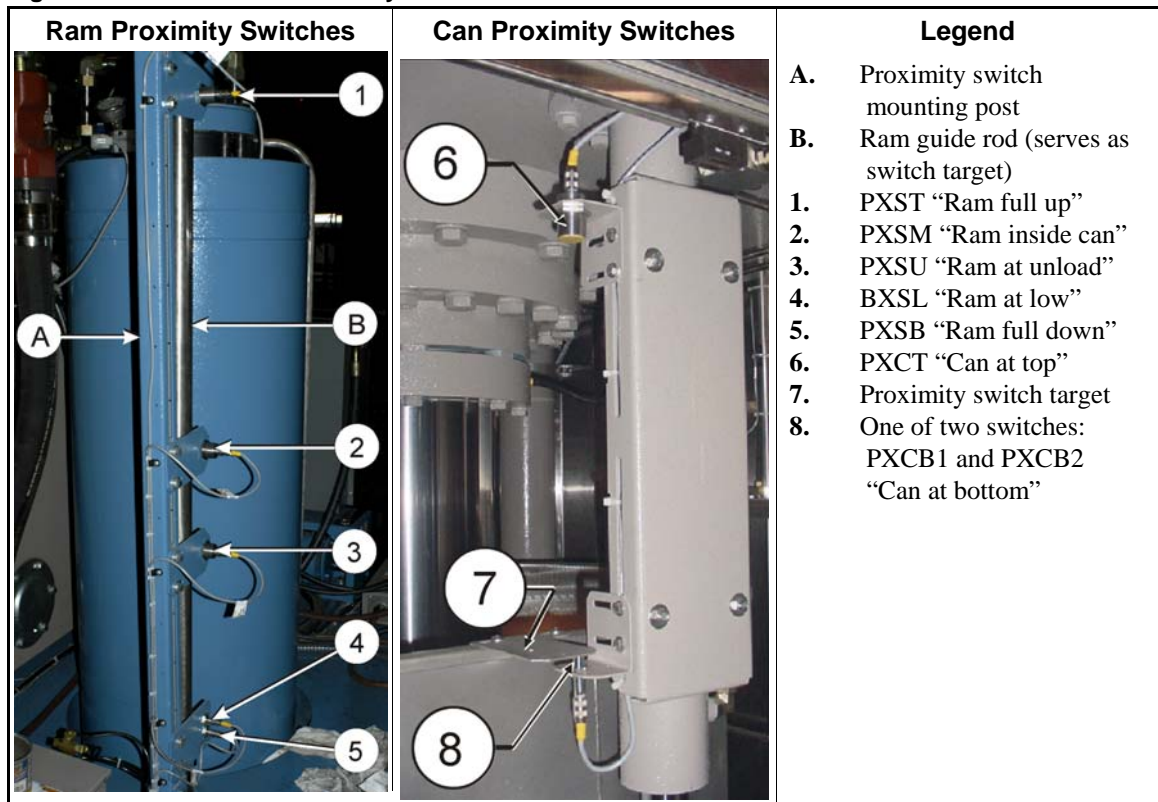 Ram Proximity Switches
Can Proximity Switches
Legend
1
A
B
2
3
4
5
6
7
8
A. Proximity switch
mounting post
B. Ram guide rod (serves as
switch target)
1. PXST “Ram full up”
2. PXSM “Ram inside can”
3. PXSU “Ram at unload”
4. BXSL “Ram at low”
5. PXSB “Ram full down”
6. PXCT “Can at top”
7. Proximity switch target
8. One of two switches:
PXCB1 and PXCB2
“Can at bottom”